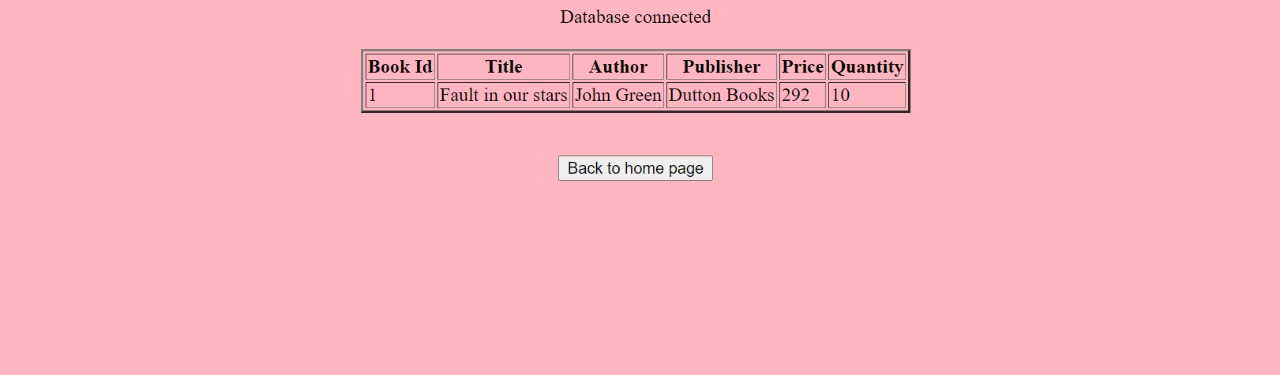 Database connected
Book Id Title Author Publisher Price Quantity
1 Fault in our stars John Green Dutton Books 292 10
Back to home page